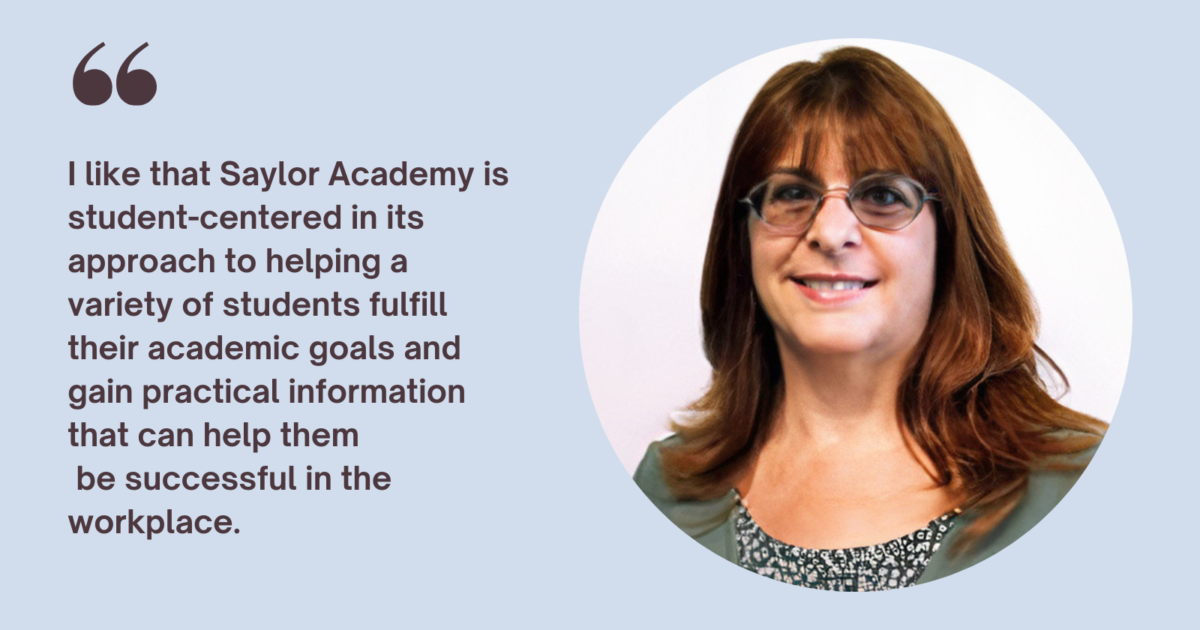 “
I like that Saylor Academy is
student-centered in its
approach to helping a
variety of students fulfill
their academic goals and
gain practical information
that can help them
be successful in the
workplace.